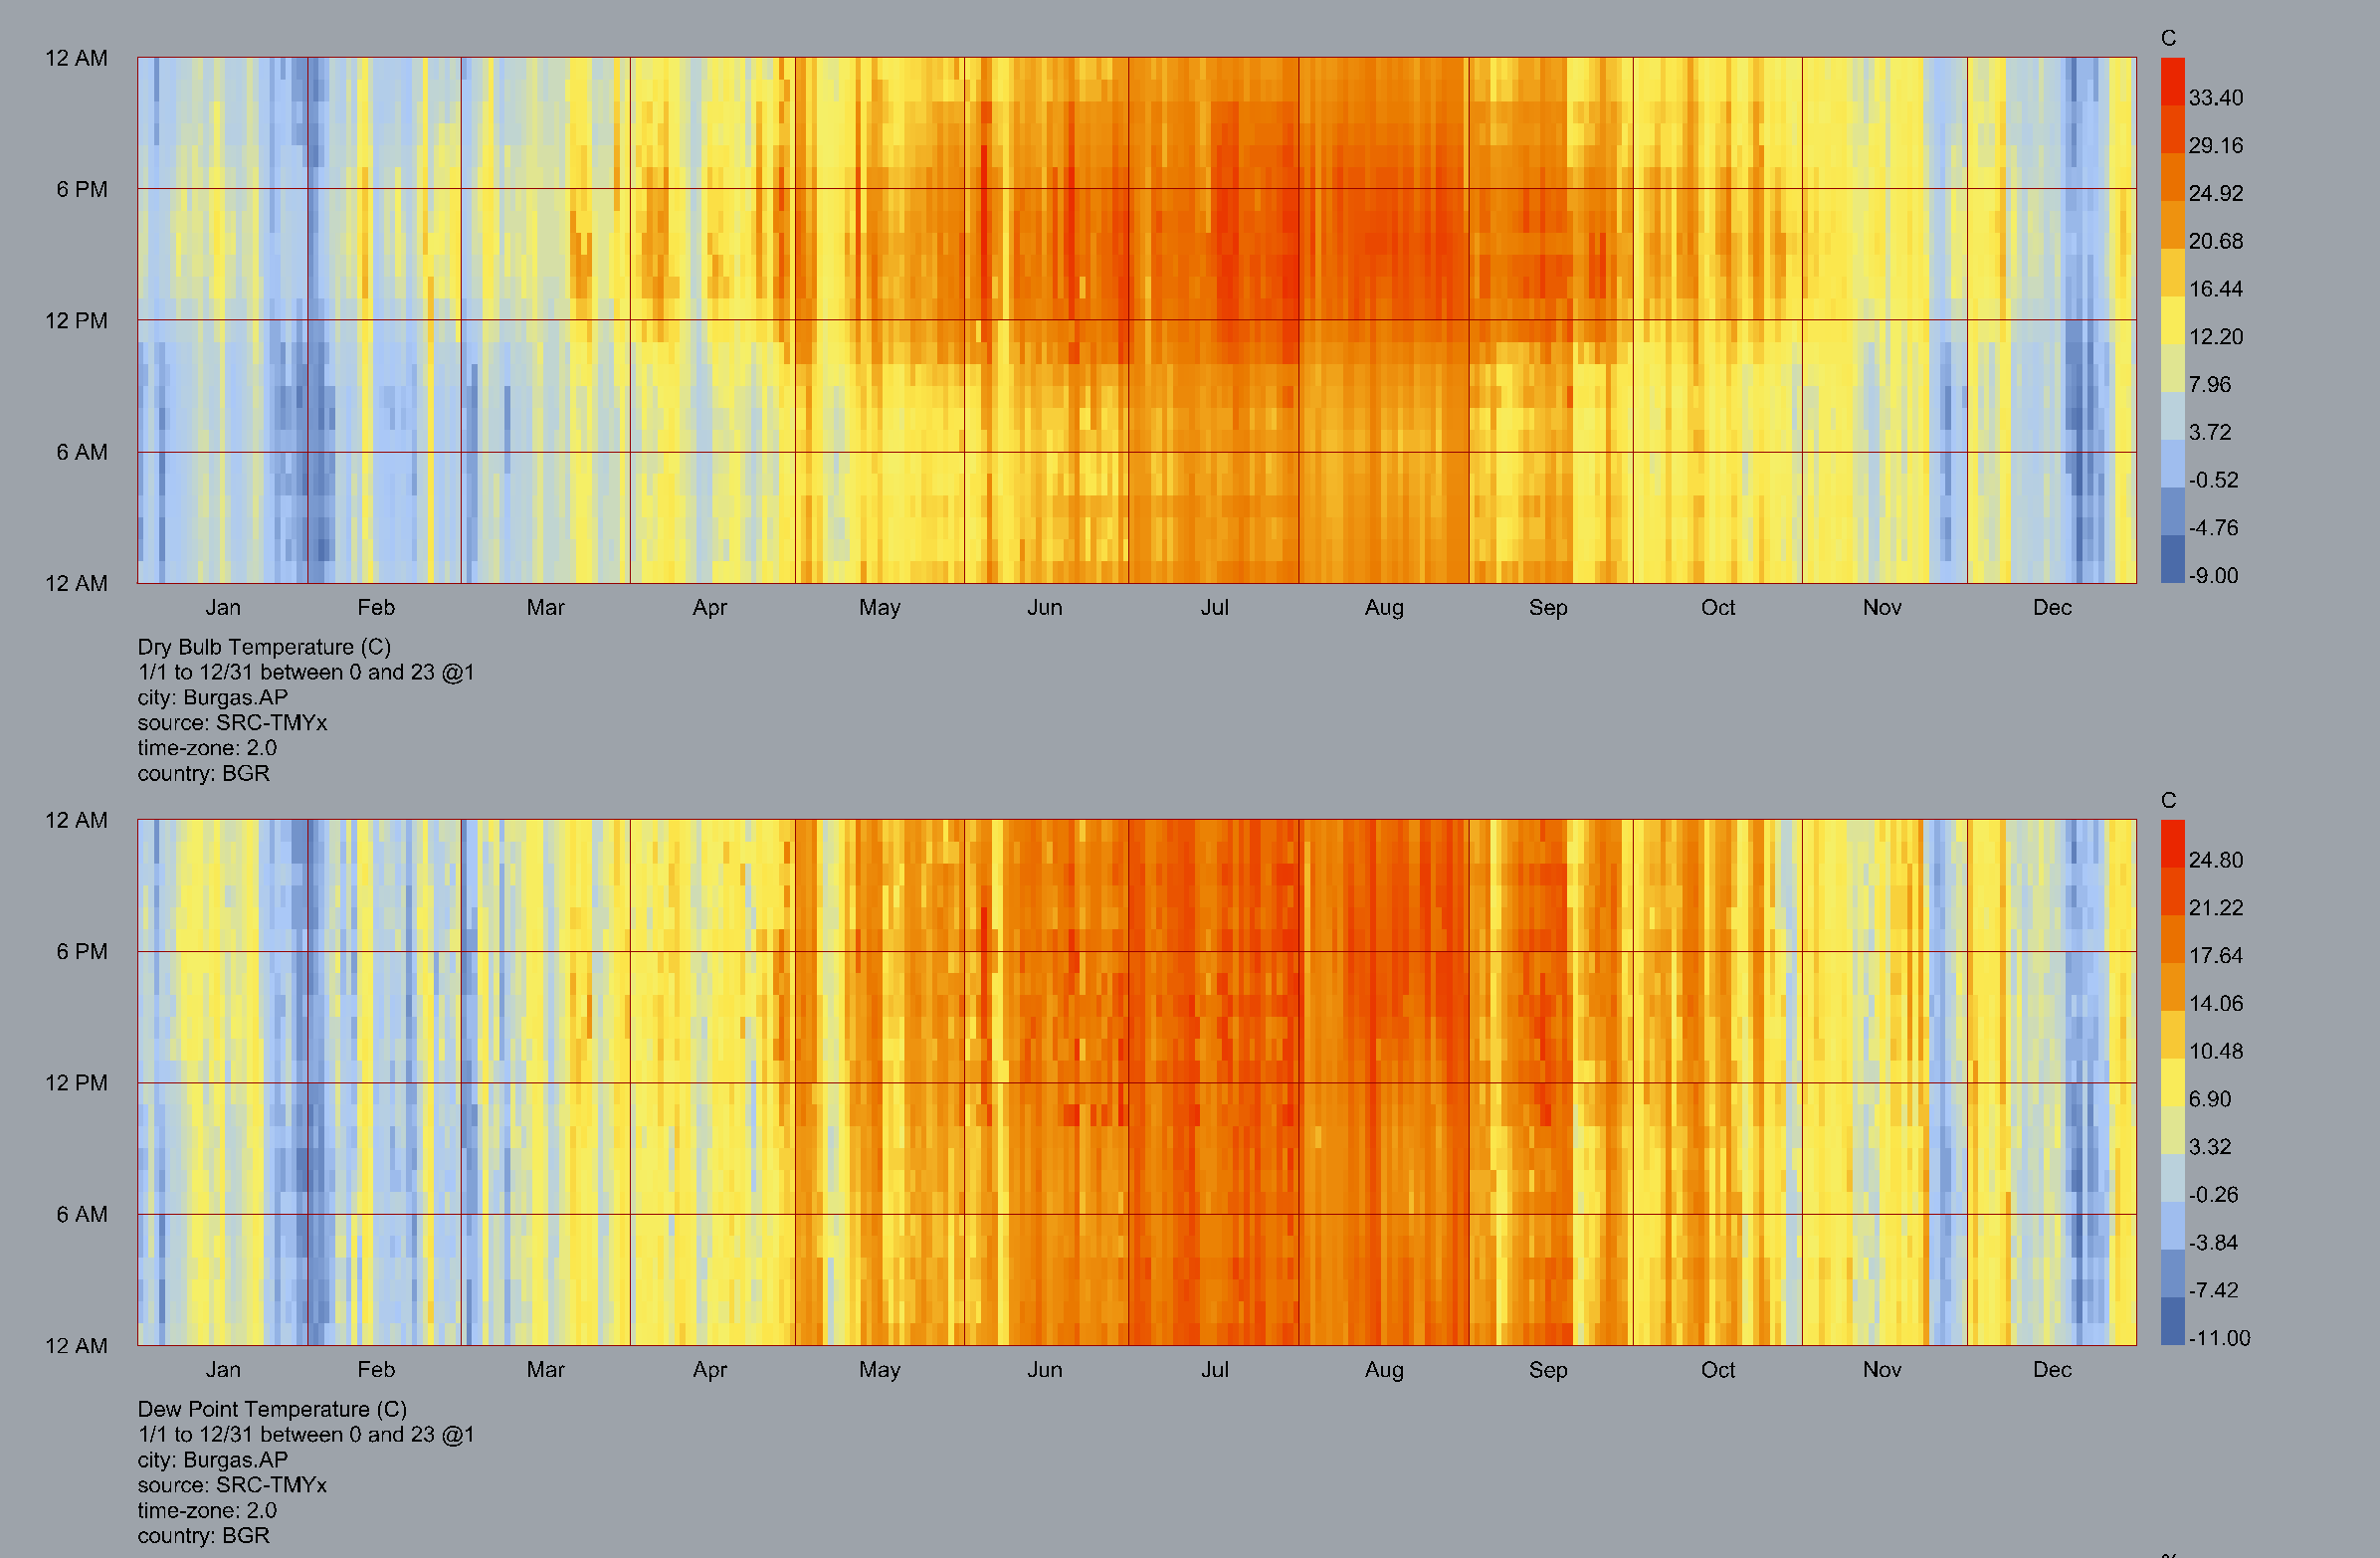 C
12 AM
33.40
29.16
6 PM
24.92
20.68
16.44
12 PM
12.20
7.96
3.72
6 AM
-0.52
-4.76
-9.00
12 AM
Jan Feb Mar Apr May Jun Jul Aug Sep Oct Nov Dec
Dry Bulb Temperature (C)
1/1 to 12/31 between 0 and 23 @1
city: Burgas.AP
source: SRC-TMYx
time-zone: 2.0
country: BGR
C
12 AM
24.80
21.22
6 PM
17.64
14.06
10.48
12 PM
6.90
3.32
-0.26
6 AM
-3.84
-7.42
-11.00
12 AM
Jan Feb Mar Apr May Jun Jul Aug Sep Oct Nov Dec
Dew Point Temperature (C)
1/1 to 12/31 between 0 and 23 @1
city: Burgas.AP
source: SRC-TMYx
time-zone: 2.0
country: BGR